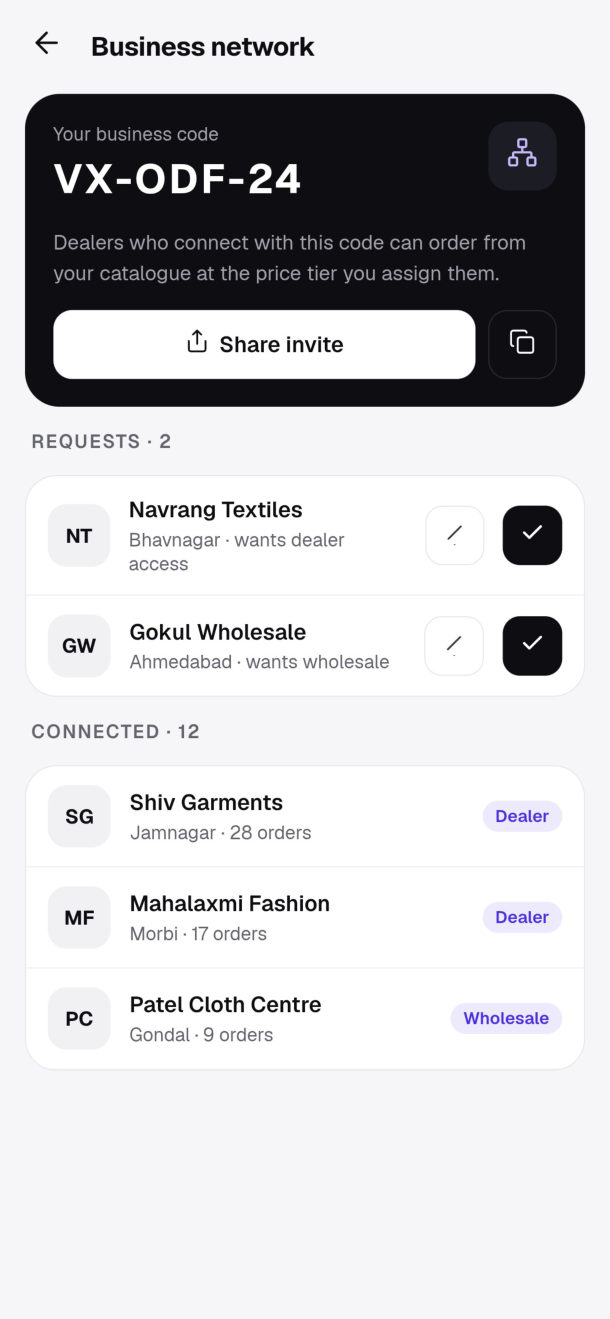 Business network
Your business code
VX-ODF-24
Dealers who connect with this code can order from
your catalogue at the price tier you assign them.
Share invite
REQUESTS · 2
NT
Navrang Textiles
Bhavnagar · wants dealer
access
GW
Gokul Wholesale
Ahmedabad · wants wholesale
CONNECTED · 12
SG
Shiv Garments
Jamnagar · 28 orders
Dealer
MF
Mahalaxmi Fashion
Morbi · 17 orders
Dealer
PC
Patel Cloth Centre
Gondal · 9 orders
Wholesale